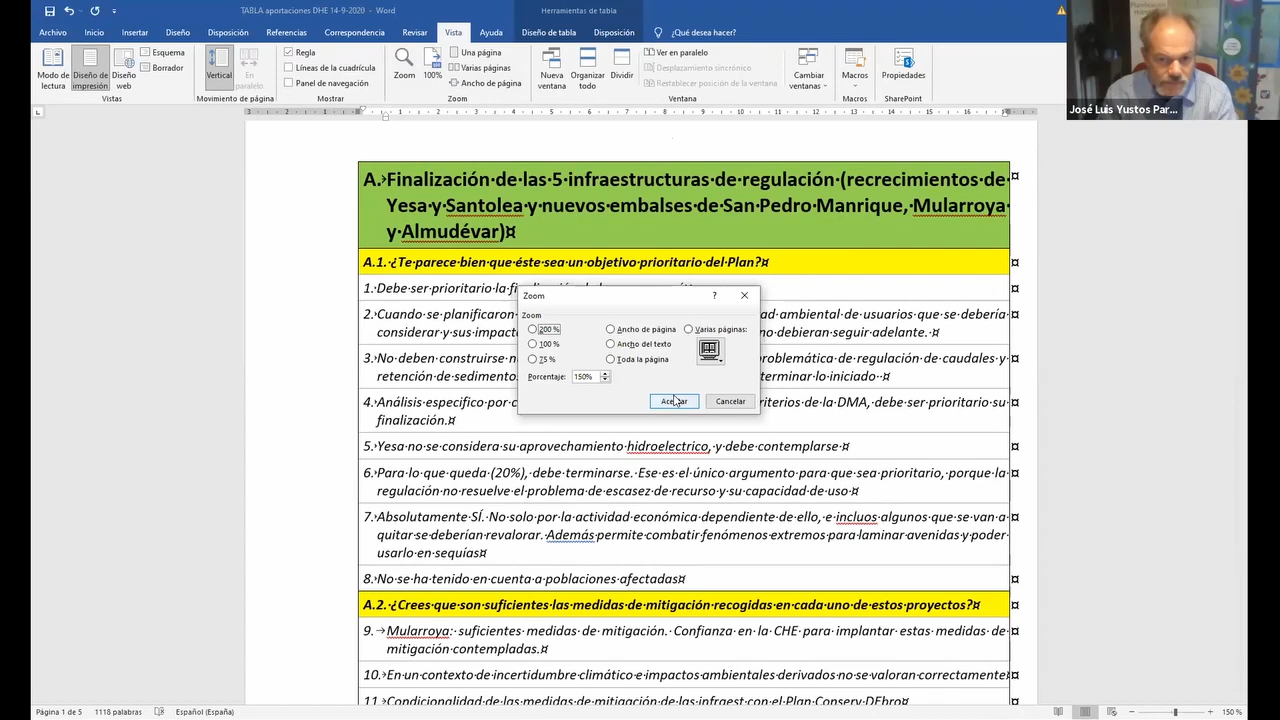 TABLA aportaciones DHE 14-9-2020 - Word
Herramientas de tabla
Archivo Inicio Insertar Diseño Disposición Referencias Correspondencia Revisar Vista Ayuda Diseño de tabla Disposición ¿Qué desea hacer?
Modo de lectura
Diseño de impresión
Diseño web
Esquema
Borrador
Vistas
Vertical
En paralelo
Movimiento de página
Regla
Líneas de la cuadrícula
Panel de navegación
Mostrar
Zoom
100%
Una página
Varias páginas
Ancho de página
Zoom
Nueva ventana
Organizar todo
Dividir
Ver en paralelo
Desplazamiento sincrónico
Restablecer posición de la ventana
Ventana
Cambiar ventanas
Macros
Macros
Propiedades
SharePoint
José Luis Yustos Par...
A. Finalización de las 5 infraestructuras de regulación (recrecimientos de
Yesa y Santolea y nuevos embalses de San Pedro Manrique, Mularroya
y Almudévar)¤
A.1. ¿Te parece bien que éste sea un objetivo prioritario del Plan?¤
1. Debe ser prioritario la
2. Cuando se planificaron ad ambiental de usuarios que se debería
considerar y sus no debieran seguir adelante. ¤
3. No deben construirse oblemática de regulación de caudales y
retención de sedimento terminar lo iniciado ¤
4. Análisis especifico por criterios de la DMA, debe ser prioritario su
finalización.¤
5. Yesa no se considera su aprovechamiento hidroelectrico, y debe contemplarse ¤
6. Para lo que queda (20%), debe terminarse. Ese es el único argumento para que sea prioritario, porque la
regulación no resuelve el problema de escasez de recurso y su capacidad de uso ¤
7. Absolutamente SÍ. No solo por la actividad económica dependiente de ello, e incluos algunos que se van a
quitar se deberían revalorar. Además permite combatir fenómenos extremos para laminar avenidas y poder
usarlo en sequías¤
8. No se ha tenido en cuenta a poblaciones afectadas¤
A.2. ¿Crees que son suficientes las medidas de mitigación recogidas en cada uno de estos proyectos?¤
9. → Mularroya: suficientes medidas de mitigación. Confianza en la CHE para implantar estas medidas de
mitigación contempladas.¤
10. En un contexto de incertidumbre climático e impactos ambientales derivados no se valoran correctamente¤
11 Condicionalidad de las medidas de mitigación de las infraest con el Plan Conserv DEbro¤
Zoom
Zoom
200 % Ancho de página Varias páginas:
100 % Ancho del texto
75 % Toda la página
Porcentaje: 150%
Aceptar Cancelar
Página 1 de 5 1118 palabras Español (España) 150 %